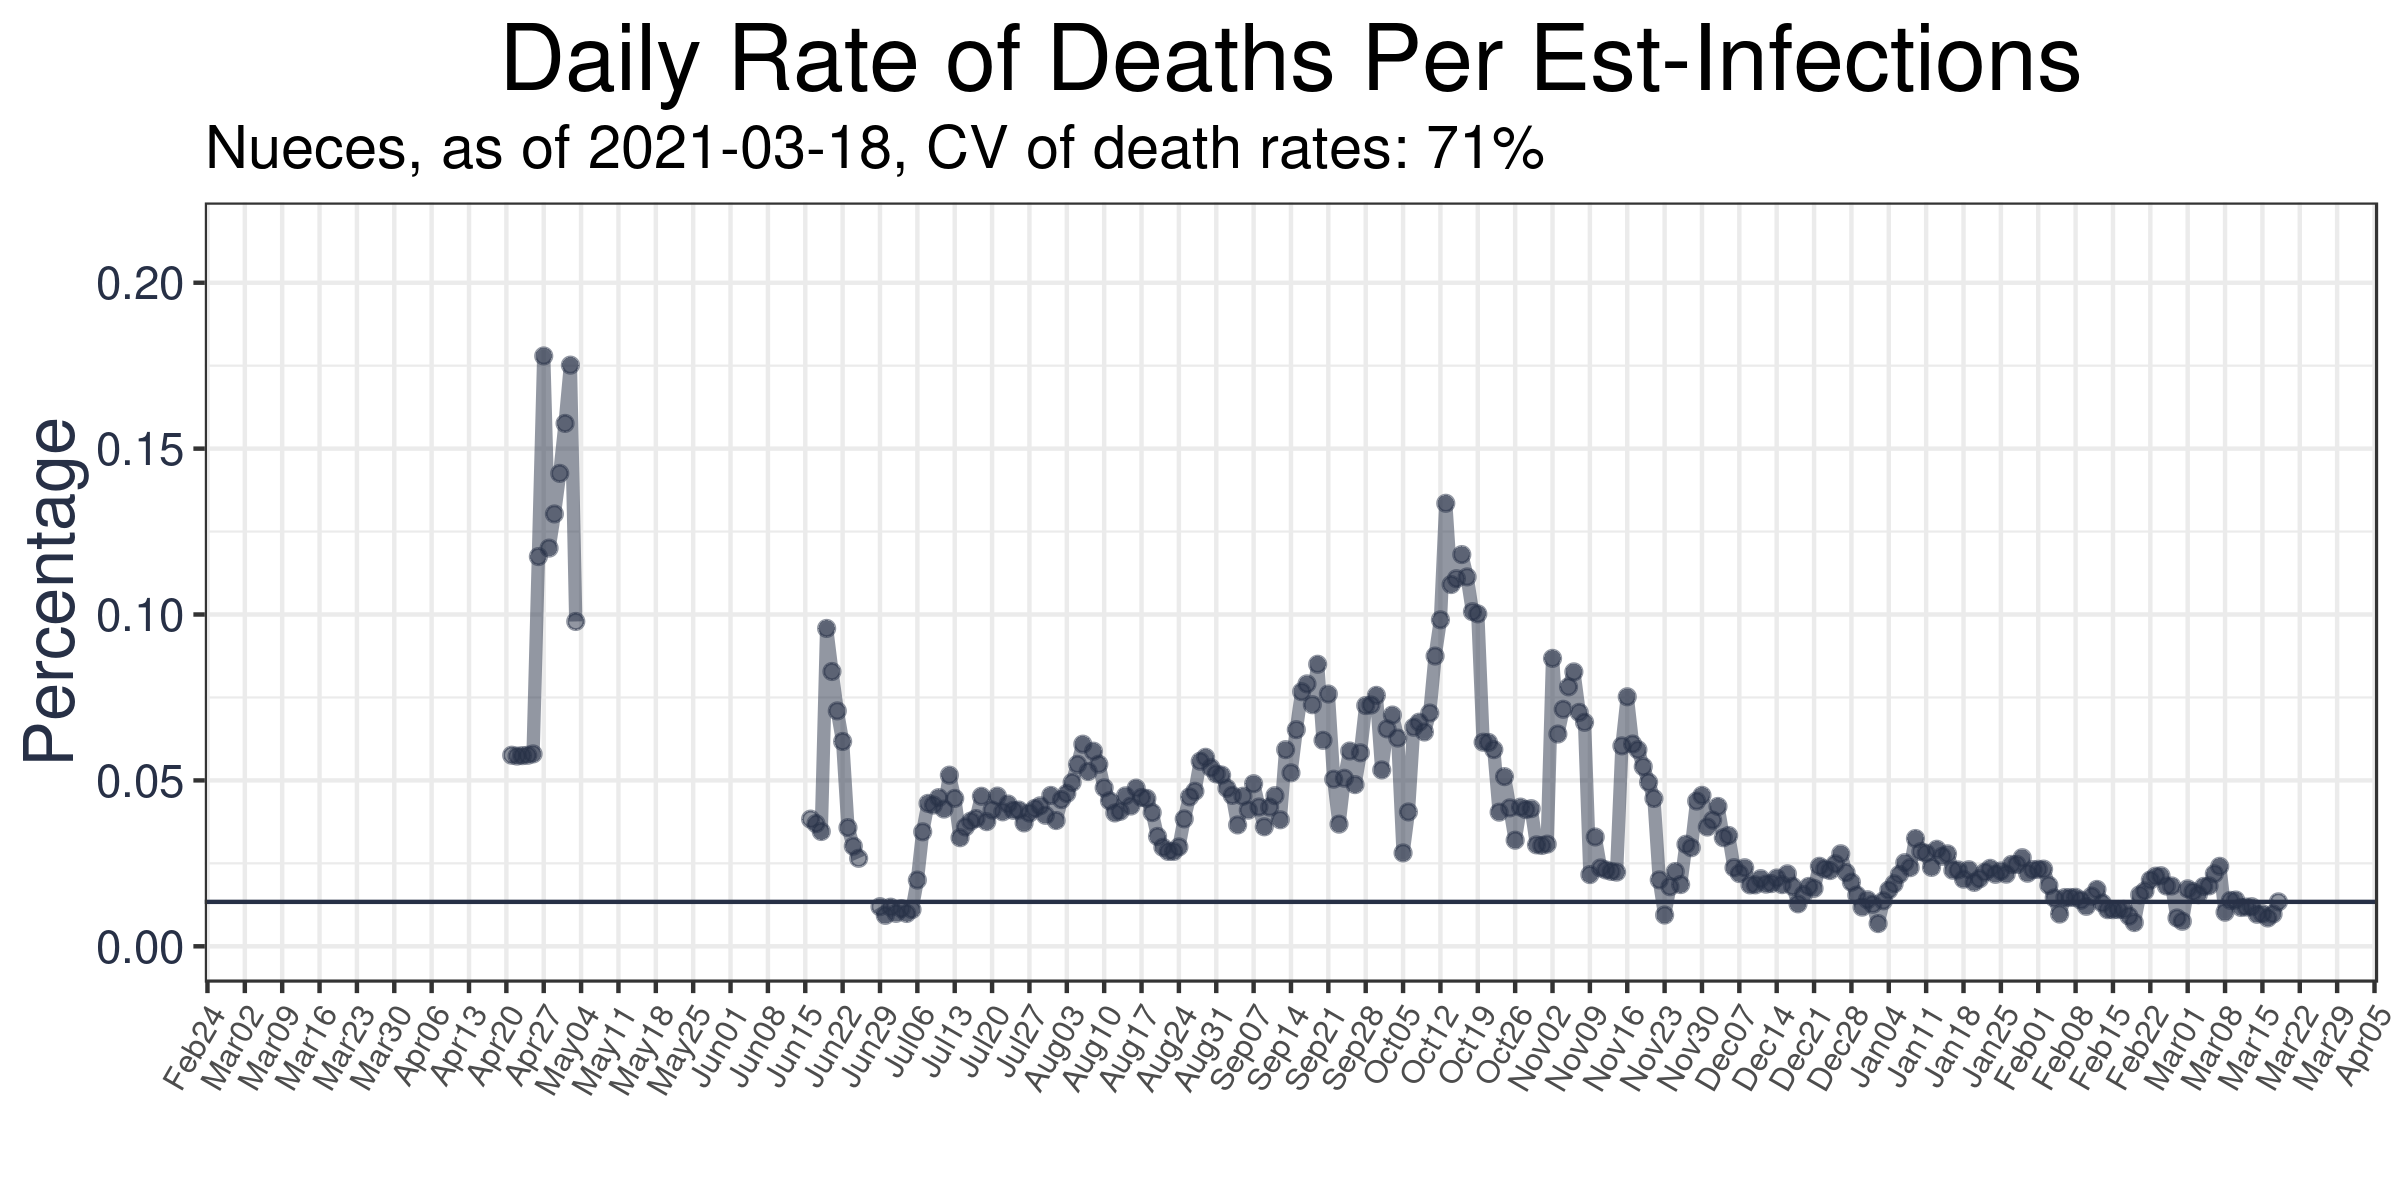 Daily Rate of Deaths Per Est-Infections
Nueces, as of 2021-03-18, CV of death rates: 71%
Percentage
0.20
0.15
0.10
0.05
0.00
Feb24
Mar02
Mar09
Mar16
Mar23
Mar30
Apr06
Apr13
Apr20
Apr27
May04
May11
May18
May25
Jun01
Jun08
Jun15
Jun22
Jun29
Jul06
Jul13
Jul20
Jul27
Aug03
Aug10
Aug17
Aug24
Aug31
Sep07
Sep14
Sep21
Sep28
Oct05
Oct12
Oct19
Oct26
Nov02
Nov09
Nov16
Nov23
Nov30
Dec07
Dec14
Dec21
Dec28
Dec04
Jan11
Jan18
Jan25
Feb01
Feb08
Feb15
Feb22
Mar01
Mar08
Mar15
Mar22
Mar29
Apr05